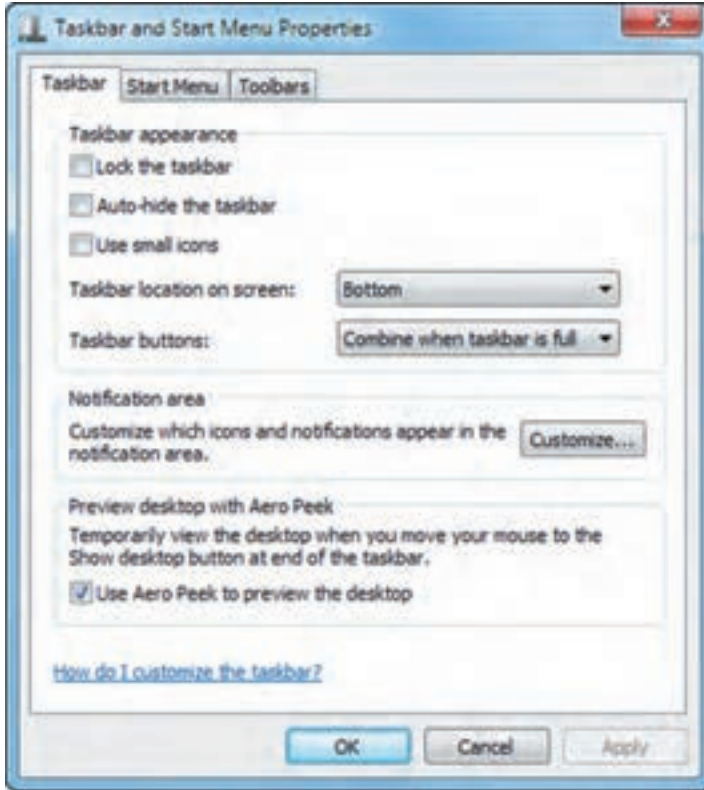 Taskbar and Start Menu Properties
Taskbar Start Menu Toolbars
Taskbar appearance
Lock the taskbar
Auto-hide the taskbar
Use small icons
Taskbar location on screen: Bottom
Taskbar buttons: Combine when taskbar is full
Notification area
Customize which icons and notifications appear in the
notification area.
Customize...
Preview desktop with Aero Peek
Temporarily view the desktop when you move your mouse to the
Show desktop button at end of the taskbar.
Use Aero Peek to preview the desktop
How do I customize the taskbar?
OK Cancel Apply